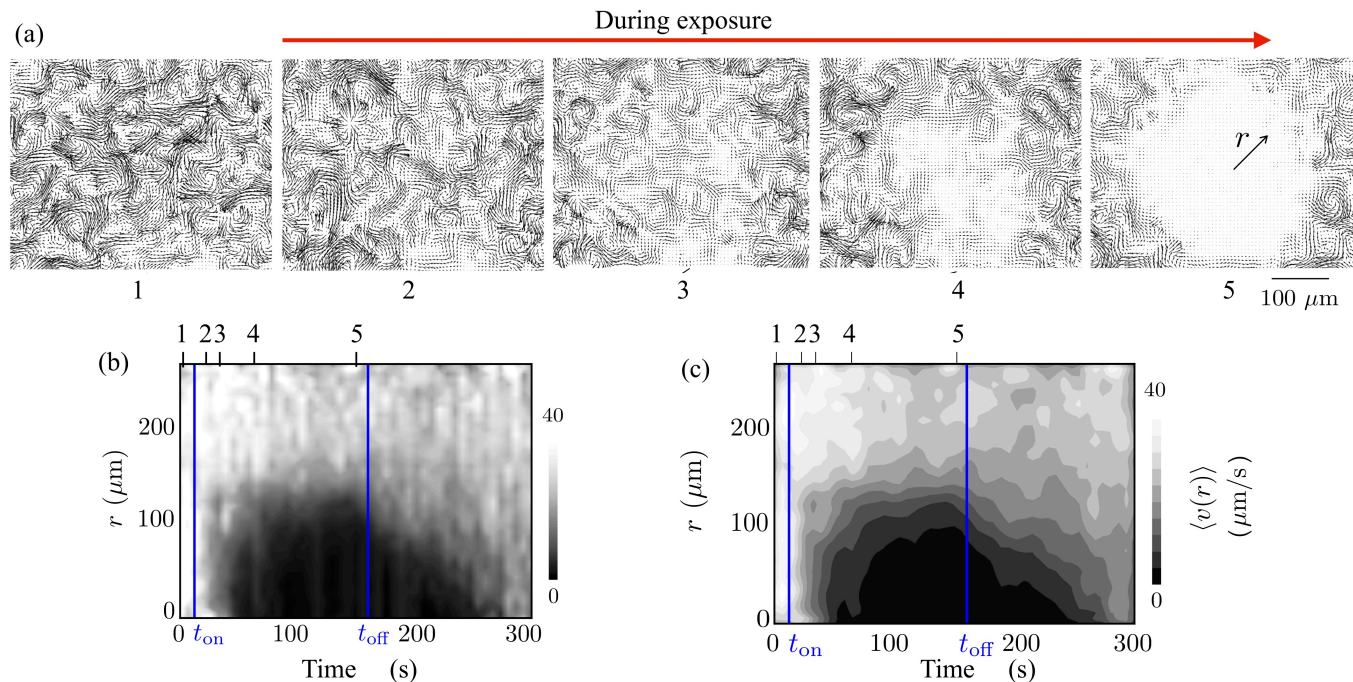 During exposure
(a)
r
1 2 3 4 5
100 μm
1 2 3 4 5
(b)
200
100
0
r (μm)
40
0
0 t_on 100 t_off 200 300
Time (s)
1 2 3 4 5
(c)
200
100
0
r (μm)
40
0
⟨v(r)⟩
(μm/s)
0 t_on 100 t_off 200 300
Time (s)